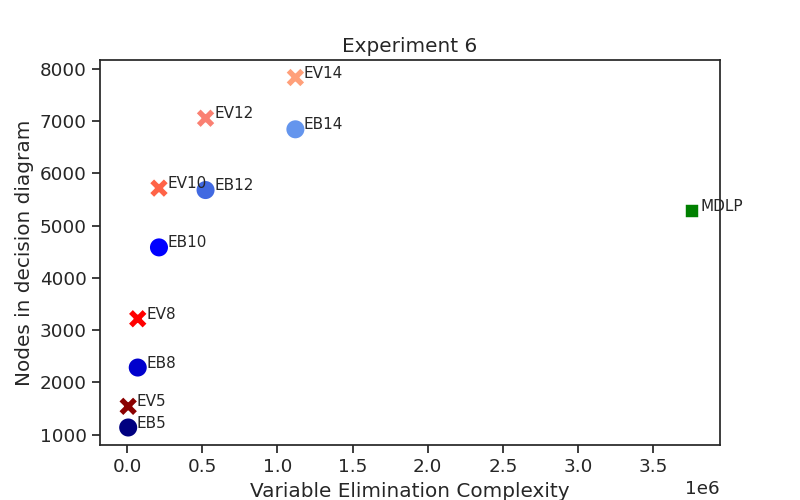 Experiment 6
Nodes in decision diagram
8000
7000
6000
5000
4000
3000
2000
1000
EV14
EV12
EB14
EV10
EB12
MDLP
EB10
EV8
EB8
EV5
EB5
0.0 0.5 1.0 1.5 2.0 2.5 3.0 3.5
1e6
Variable Elimination Complexity